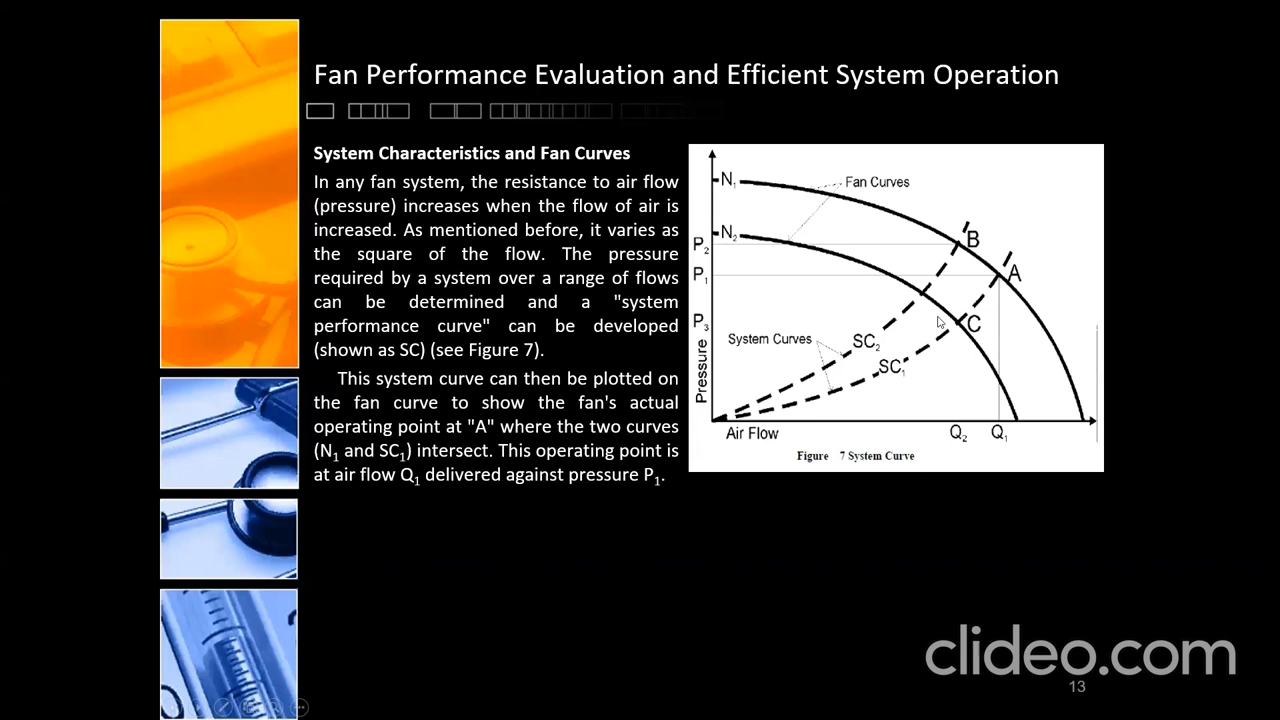 Fan Performance Evaluation and Efficient System Operation
System Characteristics and Fan Curves
In any fan system, the resistance to air flow
(pressure) increases when the flow of air is
increased. As mentioned before, it varies as
the square of the flow. The pressure
required by a system over a range of flows
can be determined and a "system
performance curve" can be developed
(shown as SC) (see Figure 7).
This system curve can then be plotted on
the fan curve to show the fan's actual
operating point at "A" where the two curves
(N₁ and SC₁) intersect. This operating point is
at air flow Q₁ delivered against pressure P₁.
N₁
Fan Curves
N₂
B
P₂
A
P₁
C
P₃
System Curves
SC₂
SC₁
Pressure
Air Flow
Q₂
Q₁
Figure 7 System Curve
clideo.com
13